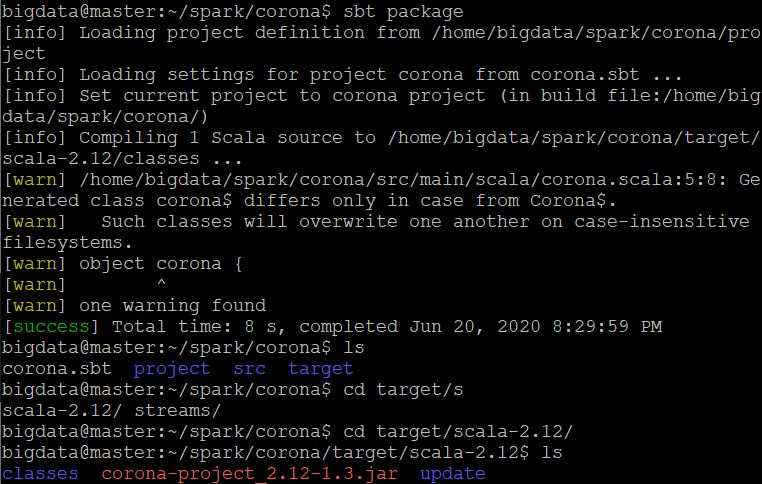 bigdata@master:~/spark/corona$ sbt package
[info] Loading project definition from /home/bigdata/spark/corona/pro
ject
[info] Loading settings for project corona from corona.sbt ...
[info] Set current project to corona project (in build file:/home/big
data/spark/corona/)
[info] Compiling 1 Scala source to /home/bigdata/spark/corona/target/
scala-2.12/classes ...
[warn] /home/bigdata/spark/corona/src/main/scala/corona.scala:5:8: Ge
nerated class corona$ differs only in case from Corona$.
[warn]   Such classes will overwrite one another on case-insensitive
filesystems.
[warn] object corona {
[warn]        ^
[warn] one warning found
[success] Total time: 8 s, completed Jun 20, 2020 8:29:59 PM
bigdata@master:~/spark/corona$ ls
corona.sbt  project  src  target
bigdata@master:~/spark/corona$ cd target/s
scala-2.12/ streams/
bigdata@master:~/spark/corona$ cd target/scala-2.12/
bigdata@master:~/spark/corona/target/scala-2.12$ ls
classes  corona-project_2.12-1.3.jar  update